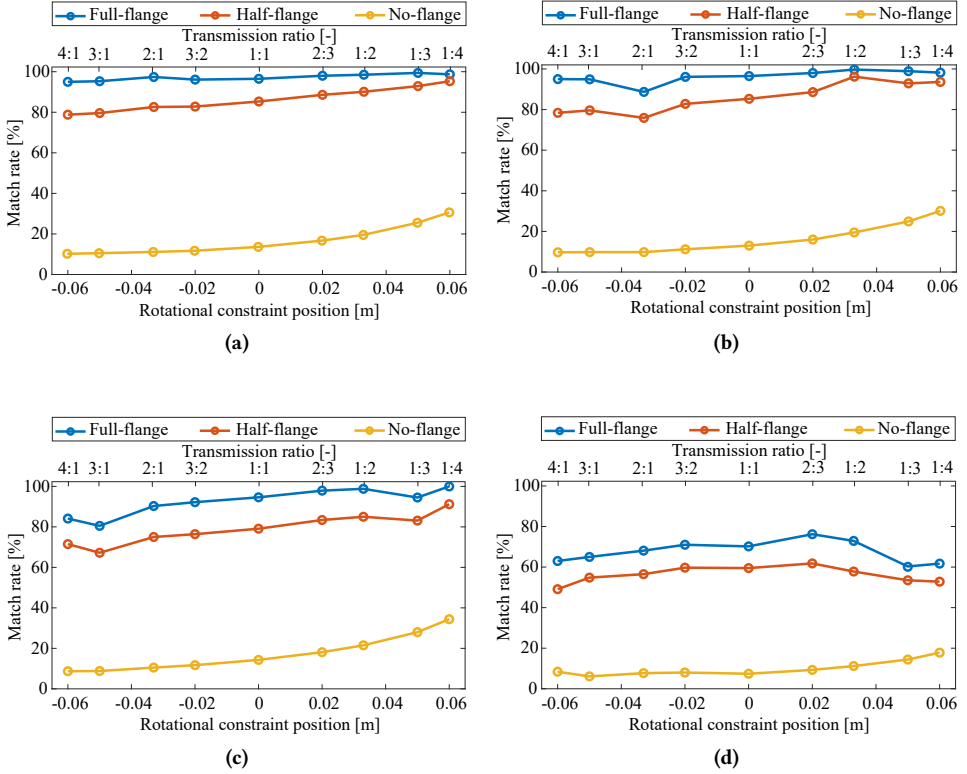 Full-flange Half-flange No-flange
Transmission ratio [-]
4:1 3:1 2:1 3:2 1:1 2:3 1:2 1:3 1:4
100
80
60
40
20
0
Match rate [%]
-0.06 -0.04 -0.02 0 0.02 0.04 0.06
Rotational constraint position [m]
(a)
Full-flange Half-flange No-flange
Transmission ratio [-]
4:1 3:1 2:1 3:2 1:1 2:3 1:2 1:3 1:4
100
80
60
40
20
0
Match rate [%]
-0.06 -0.04 -0.02 0 0.02 0.04 0.06
Rotational constraint position [m]
(b)
Full-flange Half-flange No-flange
Transmission ratio [-]
4:1 3:1 2:1 3:2 1:1 2:3 1:2 1:3 1:4
100
80
60
40
20
0
Match rate [%]
-0.06 -0.04 -0.02 0 0.02 0.04 0.06
Rotational constraint position [m]
(c)
Full-flange Half-flange No-flange
Transmission ratio [-]
4:1 3:1 2:1 3:2 1:1 2:3 1:2 1:3 1:4
100
80
60
40
20
0
Match rate [%]
-0.06 -0.04 -0.02 0 0.02 0.04 0.06
Rotational constraint position [m]
(d)